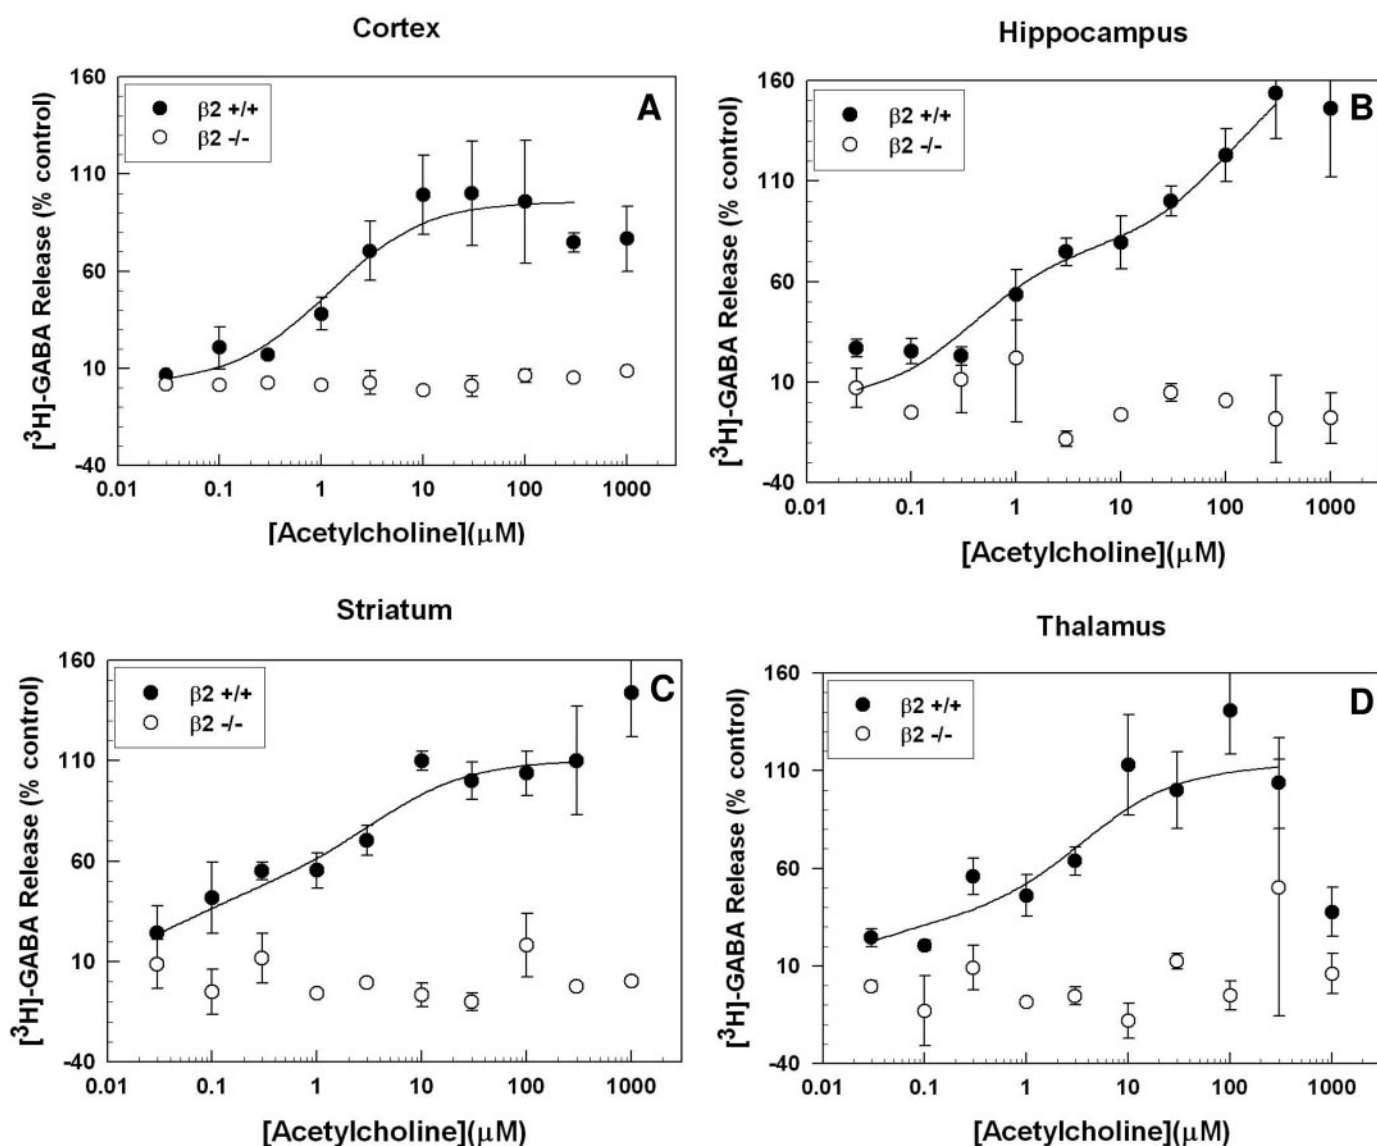 Cortex
A
β2 +/+
β2 -/-
[³H]-GABA Release (% control)
160
110
60
10
-40
0.01 0.1 1 10 100 1000
[Acetylcholine](μM)
Hippocampus
B
β2 +/+
β2 -/-
[³H]-GABA Release (% control)
160
110
60
10
-40
0.01 0.1 1 10 100 1000
[Acetylcholine](μM)
Striatum
C
β2 +/+
β2 -/-
[³H]-GABA Release (% control)
160
110
60
10
-40
0.01 0.1 1 10 100 1000
[Acetylcholine](μM)
Thalamus
D
β2 +/+
β2 -/-
[³H]-GABA Release (% control)
160
110
60
10
-40
0.01 0.1 1 10 100 1000
[Acetylcholine](μM)